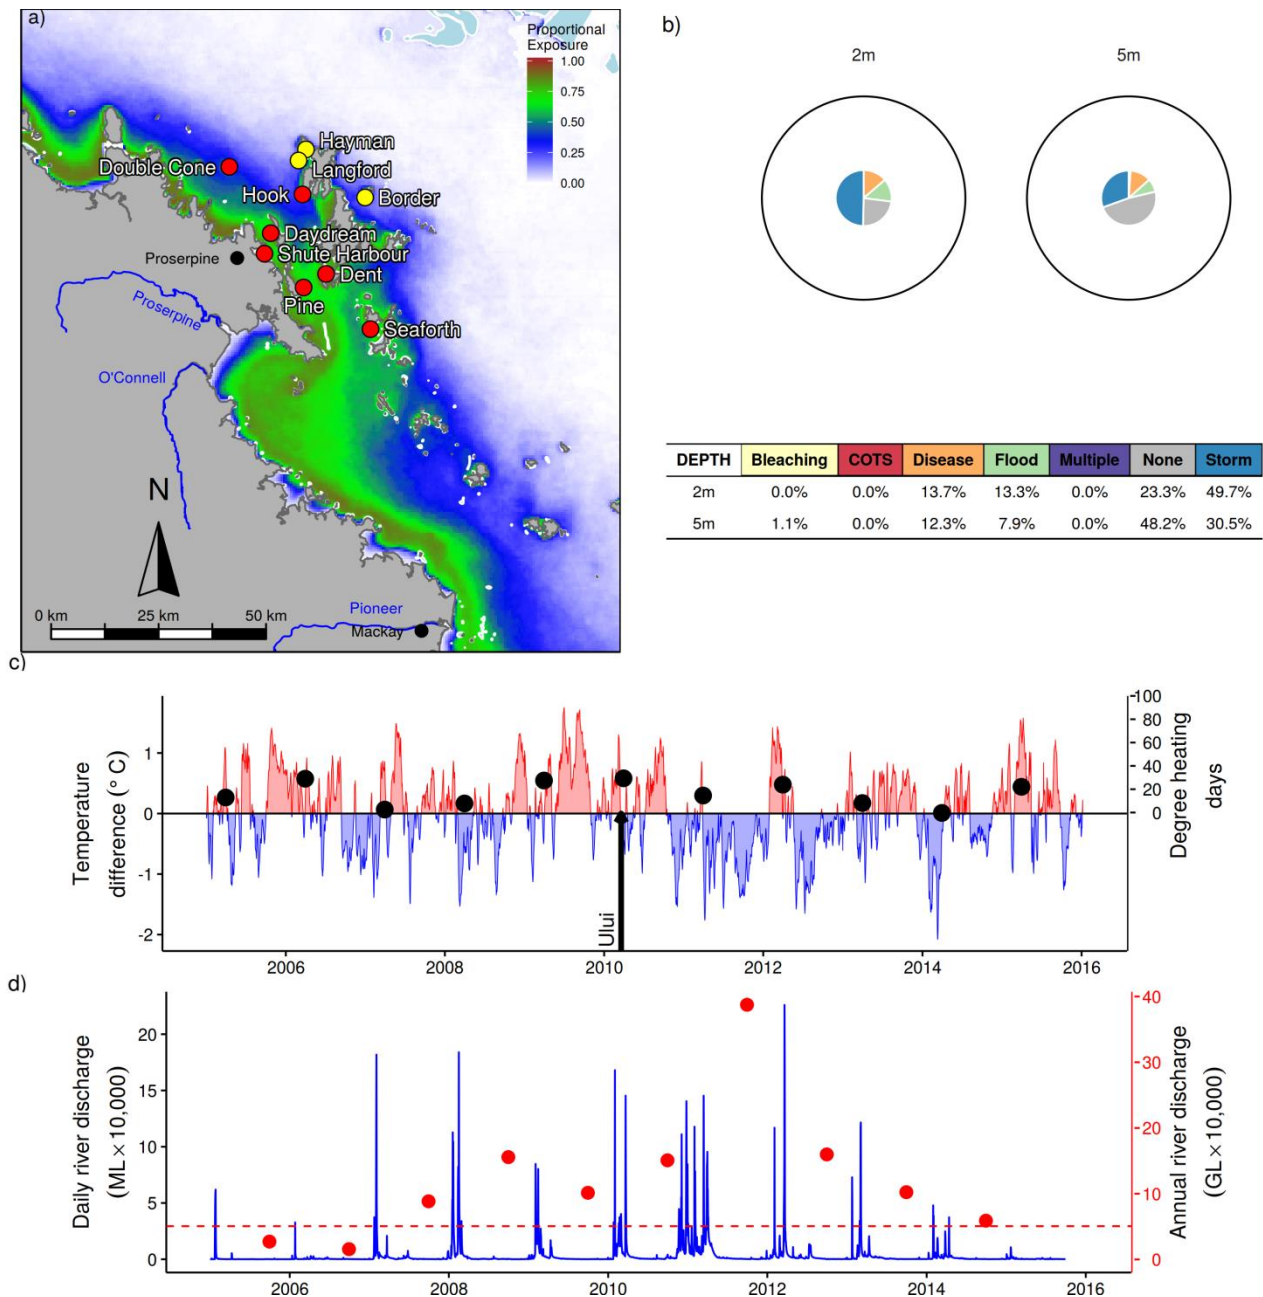 a)
Proportional
Exposure
1.00
0.75
0.50
0.25
0.00
Hayman
Double Cone
Langford
Hook
Border
Daydream
Shute Harbour
Proserpine
Dent
Pine
Proserpine
Seaforth
O'Connell
N
0 km
25 km
50 km
Pioneer
Mackay
b)
2m
5m
DEPTH Bleaching COTS Disease Flood Multiple None Storm
2m 0.0% 0.0% 13.7% 13.3% 0.0% 23.3% 49.7%
5m 1.1% 0.0% 12.3% 7.9% 0.0% 48.2% 30.5%
c)
Temperature
difference (° C)
1
0
-1
-2
Ului
100
80
60
40
20
0
Degree heating
days
2006 2008 2010 2012 2014 2016
d)
Daily river discharge
(ML × 10,000)
20
15
10
5
0
40
30
20
10
0
Annual river discharge
(GL × 10,000)
2006 2008 2010 2012 2014 2016